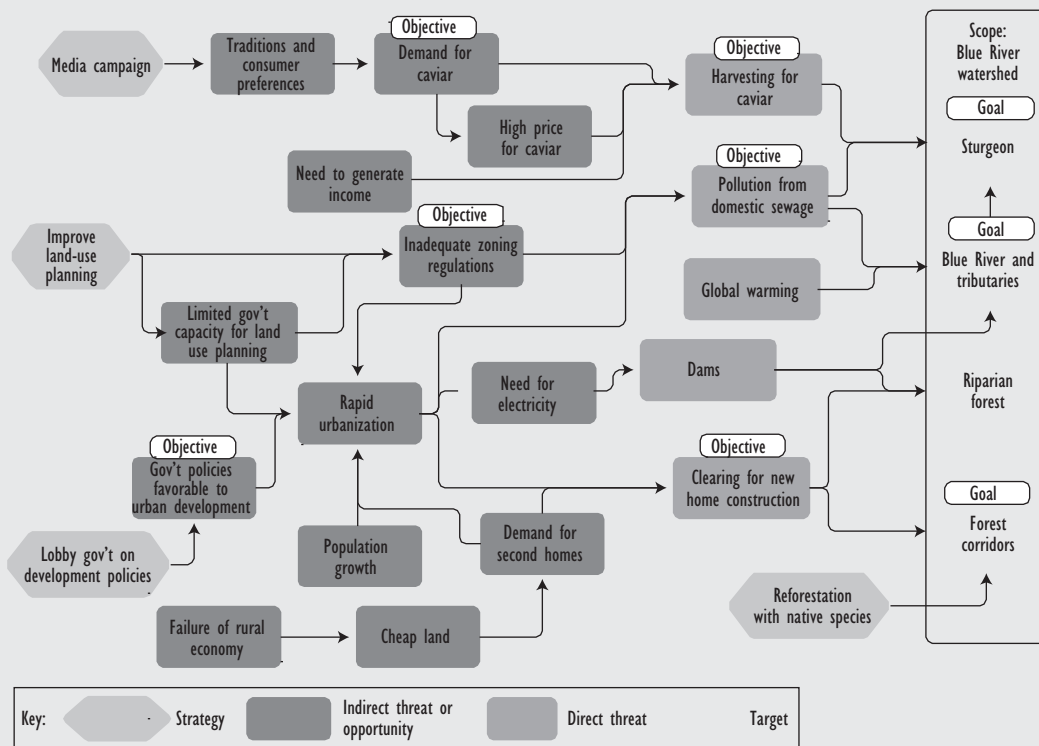 Objective
Media campaign
Traditions and
consumer
preferences
Demand for
caviar
Objective
Harvesting for
caviar
Scope:
Blue River
watershed
Goal
Sturgeon
High price
for caviar
Need to generate
income
Objective
Pollution from
domestic sewage
Objective
Inadequate zoning
regulations
Improve
land-use
planning
Goal
Blue River and
tributaries
Global warming
Limited gov't
capacity for land
use planning
Rapid
urbanization
Need for
electricity
Dams
Riparian
forest
Objective
Gov't policies
favorable to
urban development
Objective
Clearing for new
home construction
Goal
Forest
corridors
Lobby gov't on
development policies
Population
growth
Demand for
second homes
Reforestation
with native species
Failure of rural
economy
Cheap land
Key:
Strategy
Indirect threat or
opportunity
Direct threat
Target